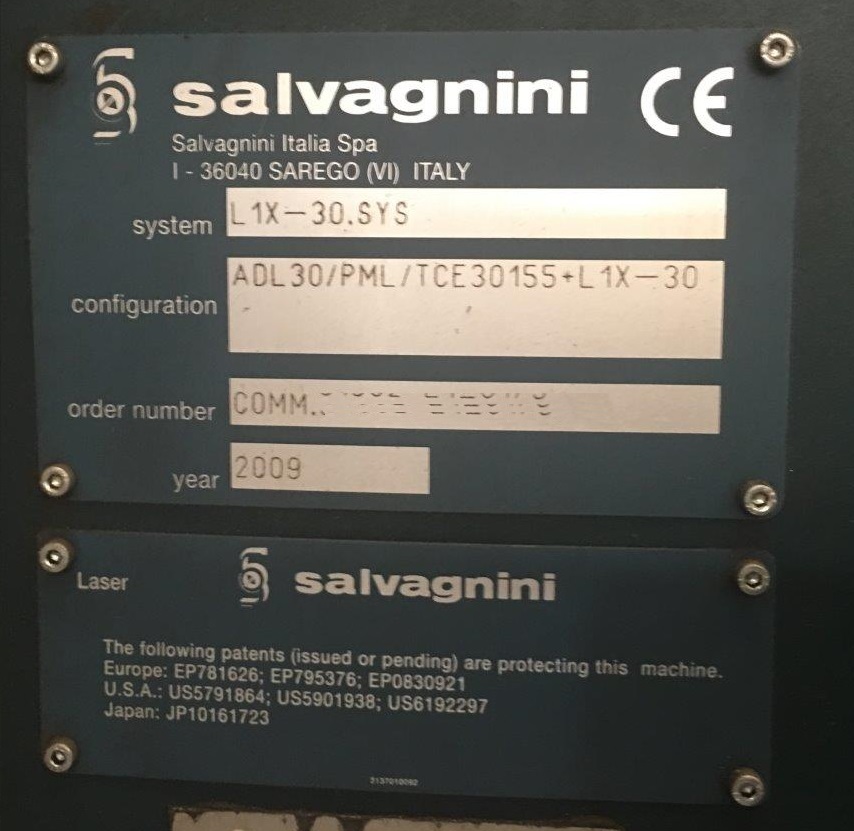 salvagnini CE
Salvagnini Italia Spa
I - 36040 SAREGO (VI) ITALY
system L1X-30.SYS
configuration ADL30/PML/TCE30155+L1X-30
order number COMM.
year 2009
Laser salvagnini
The following patents (issued or pending) are protecting this machine.
Europe: EP781626; EP795376; EP0830921
U.S.A.: US5791864; US5901938; US6192297
Japan: JP10161723
2137010092